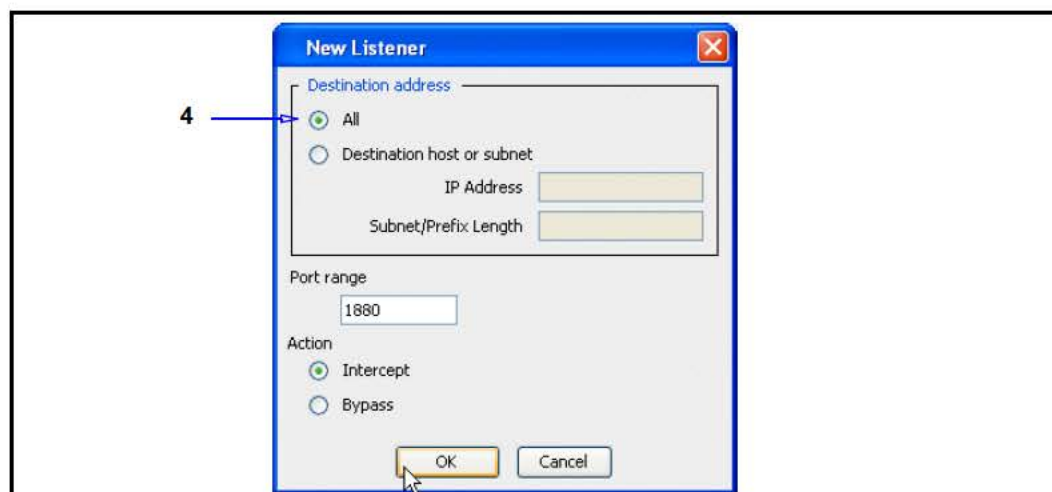 New Listener
Destination address
4
All
Destination host or subnet
IP Address
Subnet/Prefix Length
Port range
1880
Action
Intercept
Bypass
OK
Cancel